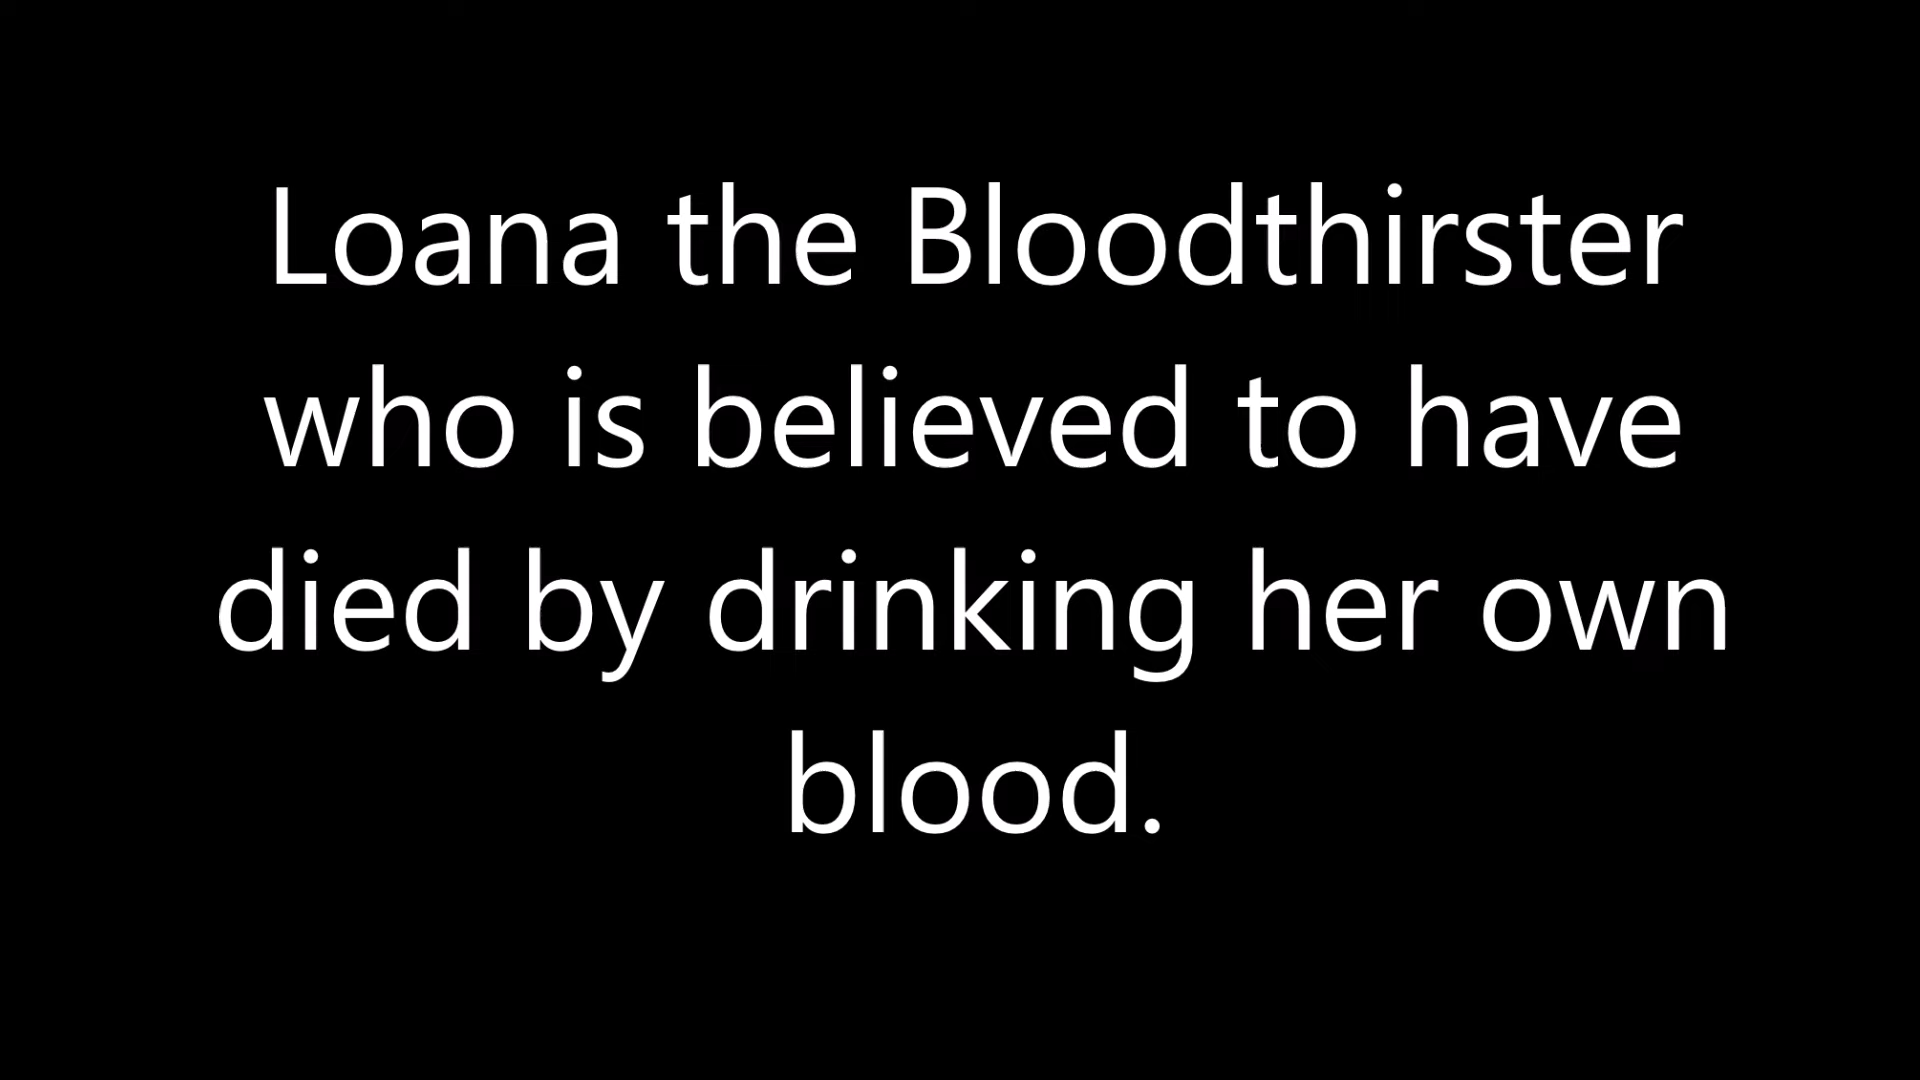 Loana the Bloodthirster
who is believed to have
died by drinking her own
blood.